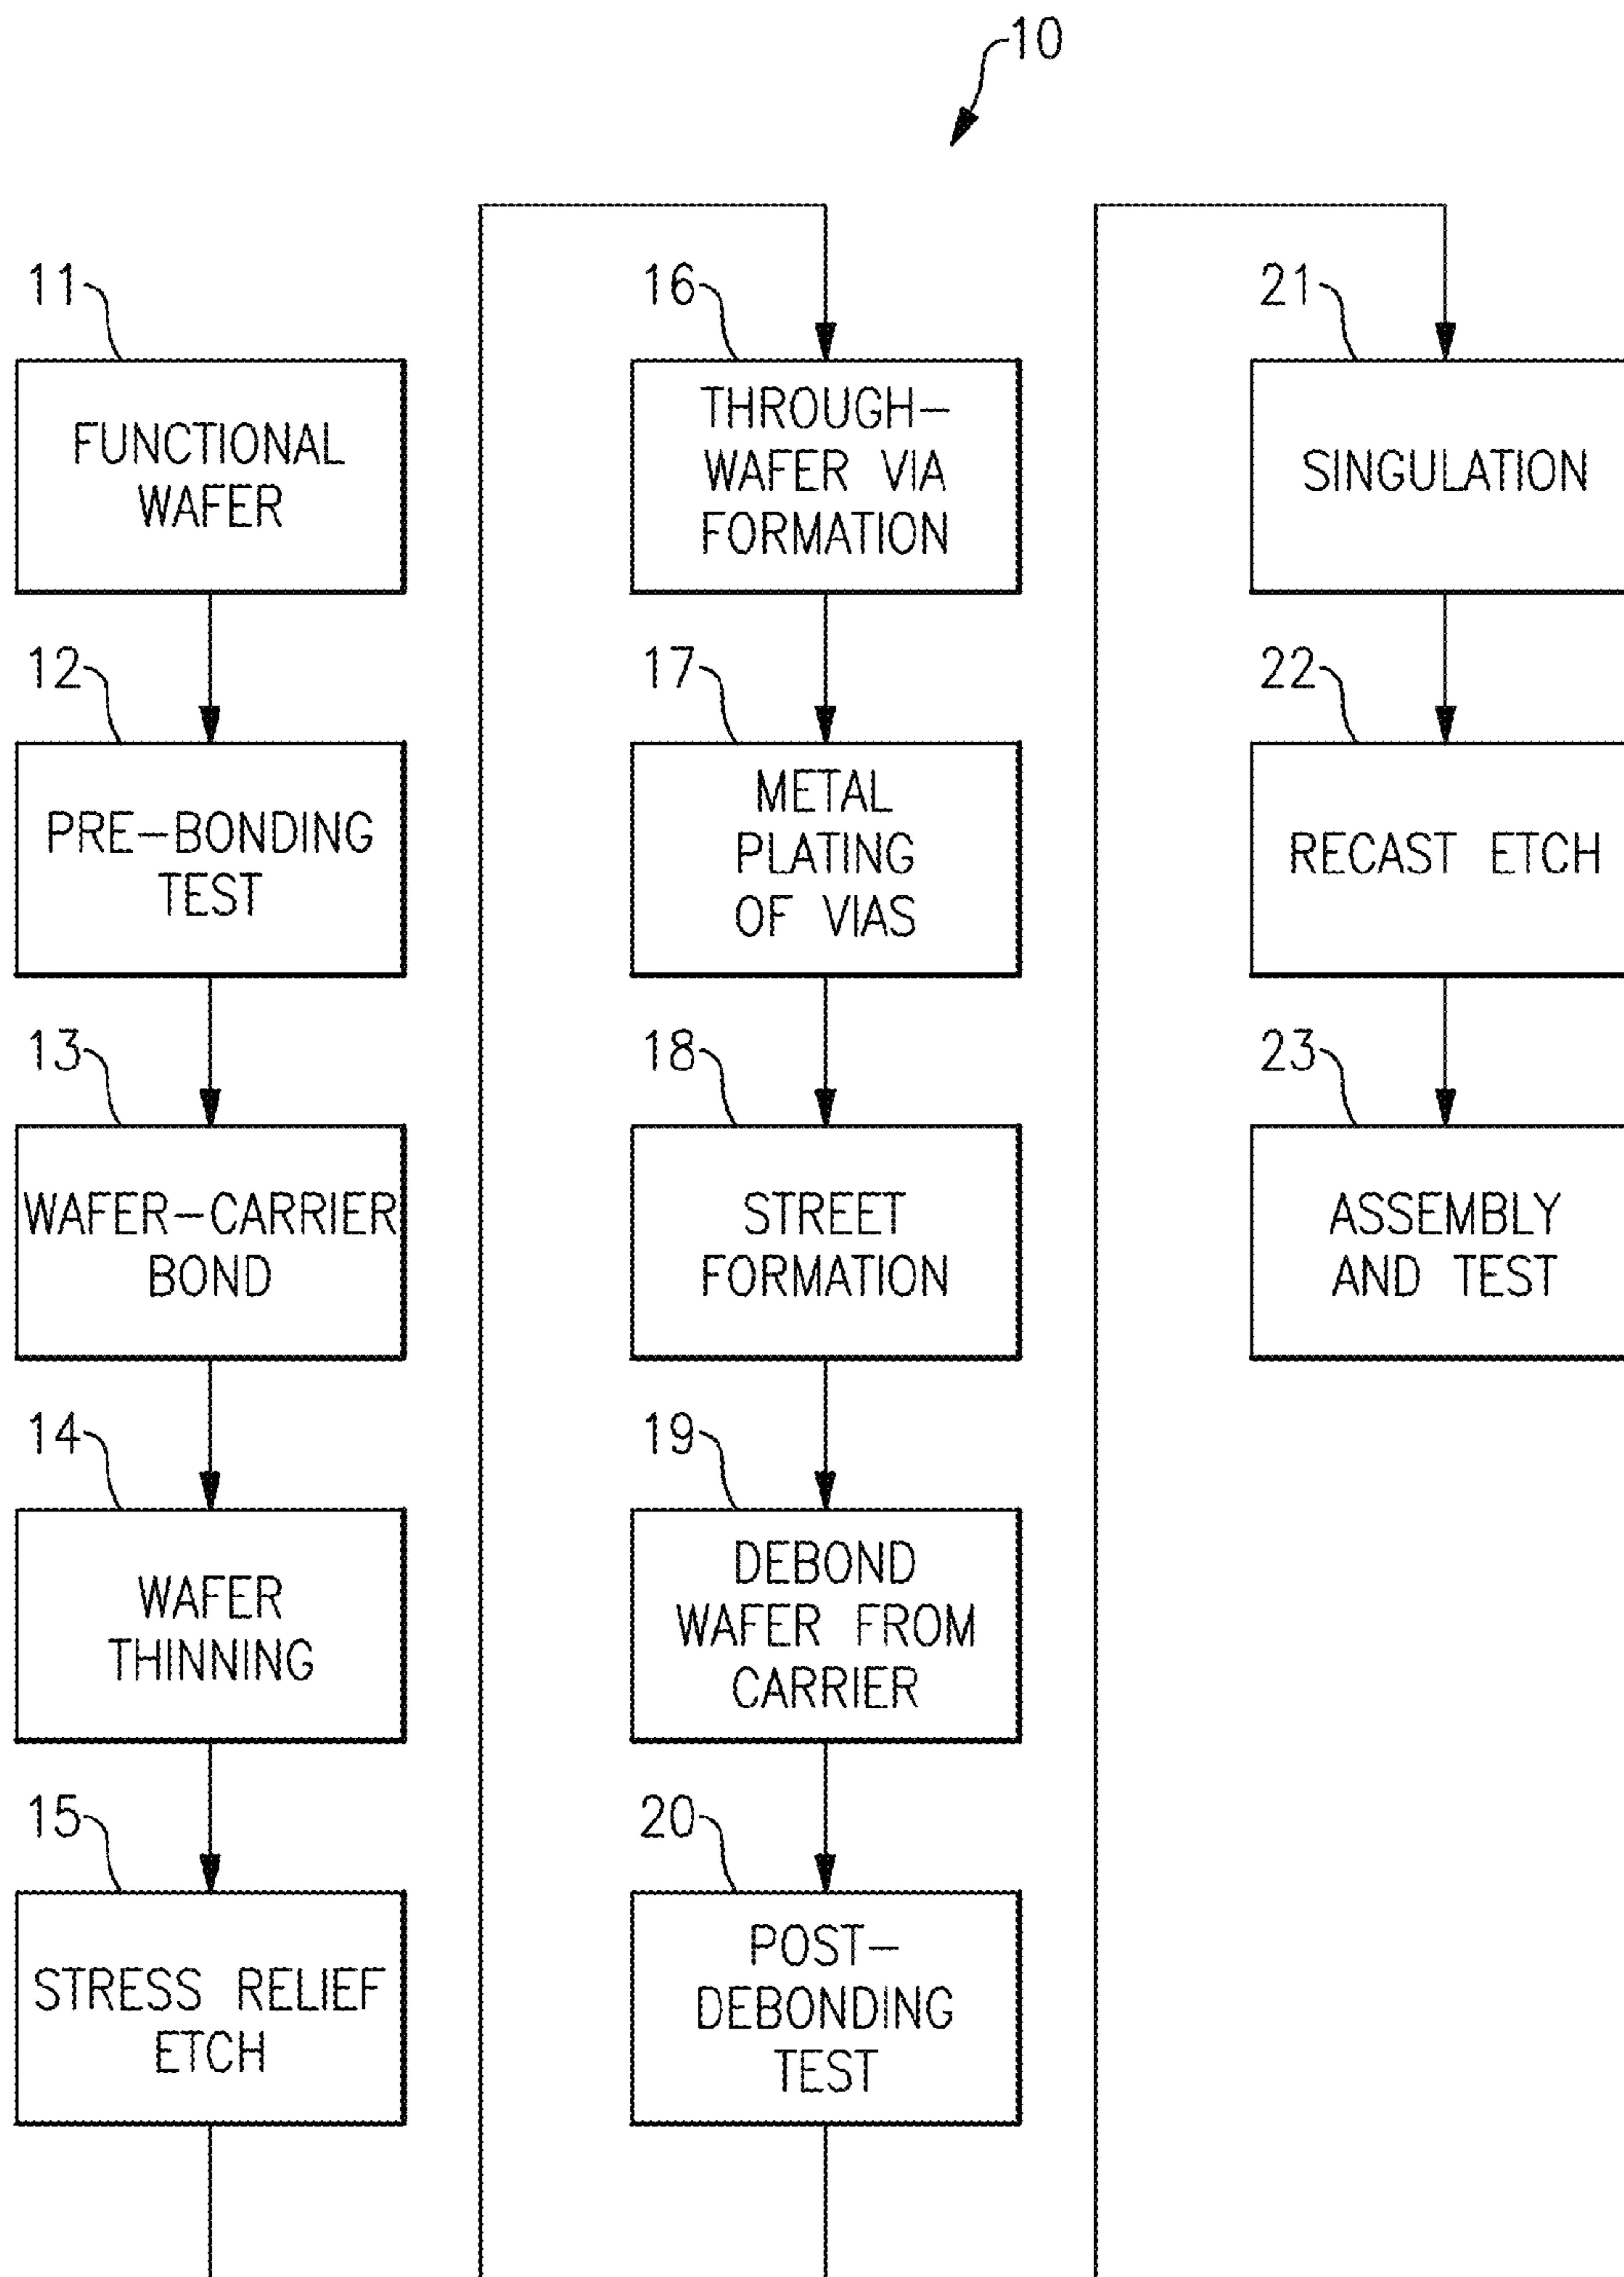 10
11
FUNCTIONAL
WAFER
12
PRE-BONDING
TEST
13
WAFER-CARRIER
BOND
14
WAFER
THINNING
15
STRESS RELIEF
ETCH
16
THROUGH-
WAFER VIA
FORMATION
17
METAL
PLATING
OF VIAS
18
STREET
FORMATION
19
DEBOND
WAFER FROM
CARRIER
20
POST-
DEBONDING
TEST
21
SINGULATION
22
RECAST ETCH
23
ASSEMBLY
AND TEST